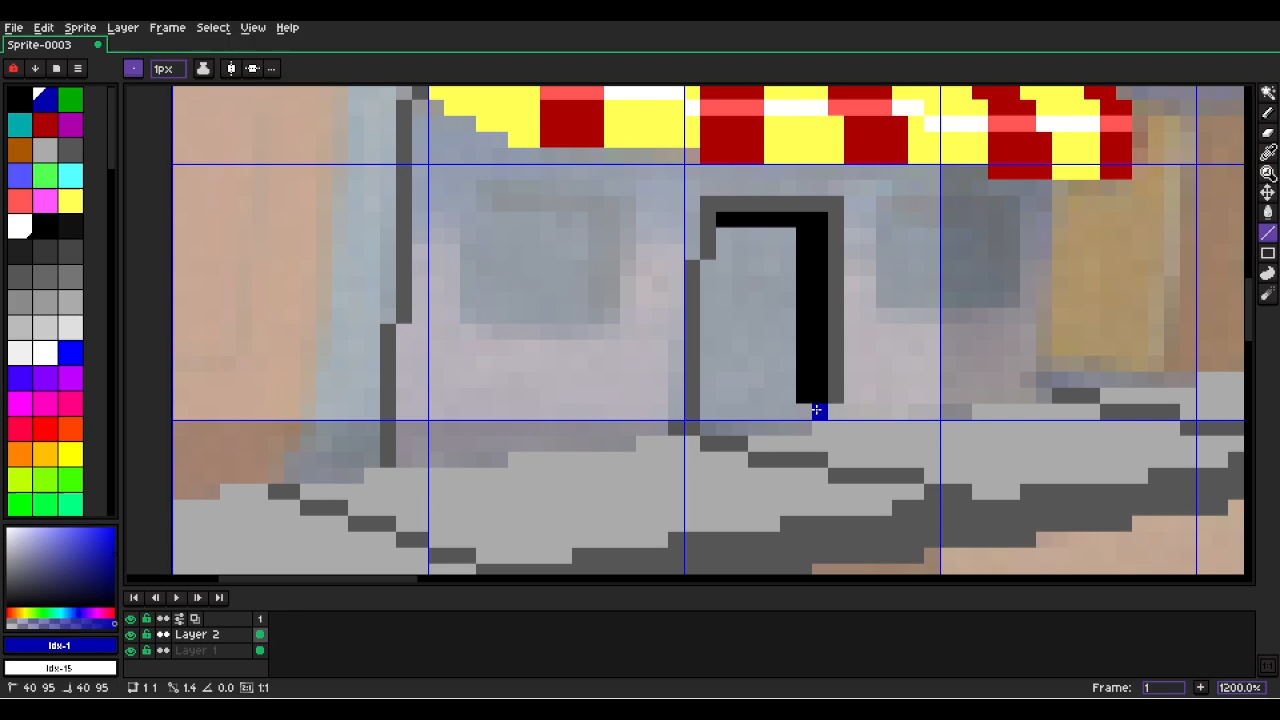 File Edit Sprite Layer Frame Select View Help
Sprite-0003
1px
Idx-1
Idx-15
1
Layer 2
Layer 1
40 95 40 95 1 1 1.4 0.0 1:1 Frame: 1 + 1200.0%